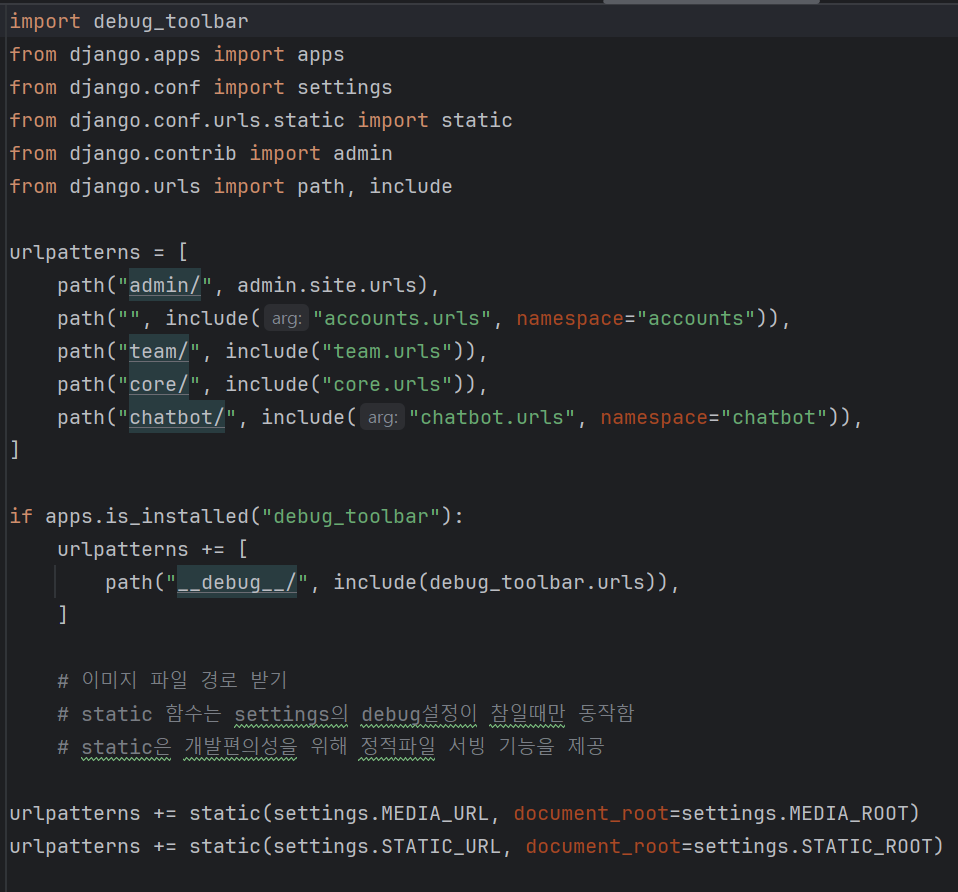 import debug_toolbar
from django.apps import apps
from django.conf import settings
from django.conf.urls.static import static
from django.contrib import admin
from django.urls import path, include
urlpatterns = [
    path("admin/", admin.site.urls),
    path("", include( arg: "accounts.urls", namespace="accounts")),
    path("team/", include("team.urls")),
    path("core/", include("core.urls")),
    path("chatbot/", include( arg: "chatbot.urls", namespace="chatbot")),
]
if apps.is_installed("debug_toolbar"):
    urlpatterns += [
        path("__debug__/", include(debug_toolbar.urls)),
    ]
    # 이미지 파일 경로 받기
    # static 함수는 settings의 debug설정이 참일때만 동작함
    # static은 개발편의성을 위해 정적파일 서빙 기능을 제공
urlpatterns += static(settings.MEDIA_URL, document_root=settings.MEDIA_ROOT)
urlpatterns += static(settings.STATIC_URL, document_root=settings.STATIC_ROOT)